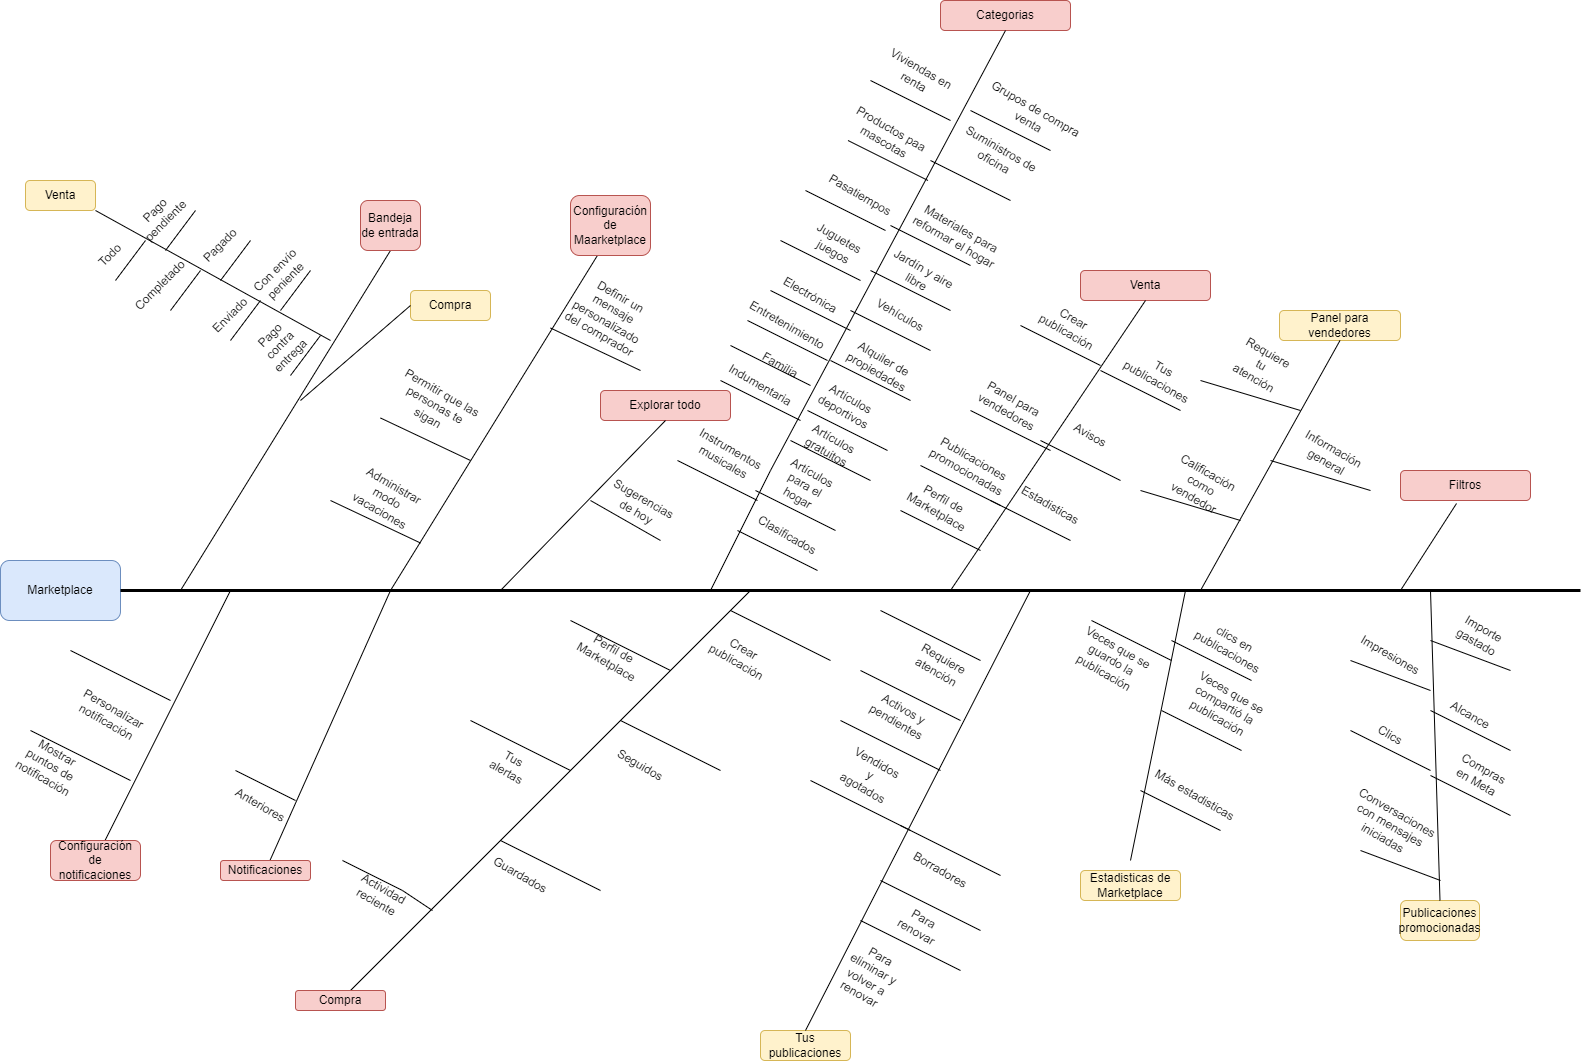 Categorias
Viviendas en
renta
Grupos de compra
venta
Productos paa
mascotas
Suministros de
oficina
Pasatiempos
Materiales para
reformar el hogar
Juguetes
juegos
Jardín y aire
libre
Electrónica
Vehículos
Entretenimiento
Alquiler de
propiedades
Familia
Indumentaria
Artículos
deportivos
Artículos
gratuitos
Instrumentos
musicales
Artículos
para el
hogar
Clasificados
Venta
Pago
pendiente
Todo
Pagado
Completado
Con envío
peniente
Enviado
Pago
contra
entrega
Bandeja
de entrada
Compra
Configuración
de
Maarketplace
Definir un
mensaje
personalizado
del comprador
Permitir que las
personas te
sigan
Administrar
modo
vacaciones
Explorar todo
Sugerencias
de hoy
Venta
Crear
publicación
Tus
publicaciones
Panel para
vendedores
Avisos
Publicaciones
promocionadas
Estadísticas
Perfil de
Marketplace
Panel para
vendedores
Requiere
tu
atención
Información
general
Calificación
como
vendedor
Filtros
Marketplace
Personalizar
notificación
Mostrar
puntos de
notificación
Configuración
de
notificaciones
Anteriores
Notificaciones
Perfil de
Marketplace
Crear
publicación
Tus
alertas
Seguidos
Actividad
reciente
Guardados
Compra
Requiere
atención
Activos y
pendientes
Vendidos
y
agotados
Borradores
Para
renovar
Para
eliminar y
volver a
renovar
Tus
publicaciones
Veces que se
guardo la
publicación
clics en
publicaciones
Veces que se
compartió la
publicación
Más estadísticas
Estadisticas de
Marketplace
Importe
gastado
Impresiones
Alcance
Clics
Compras
en Meta
Conversaciones
con mensajes
iniciadas
Publicaciones
promocionadas